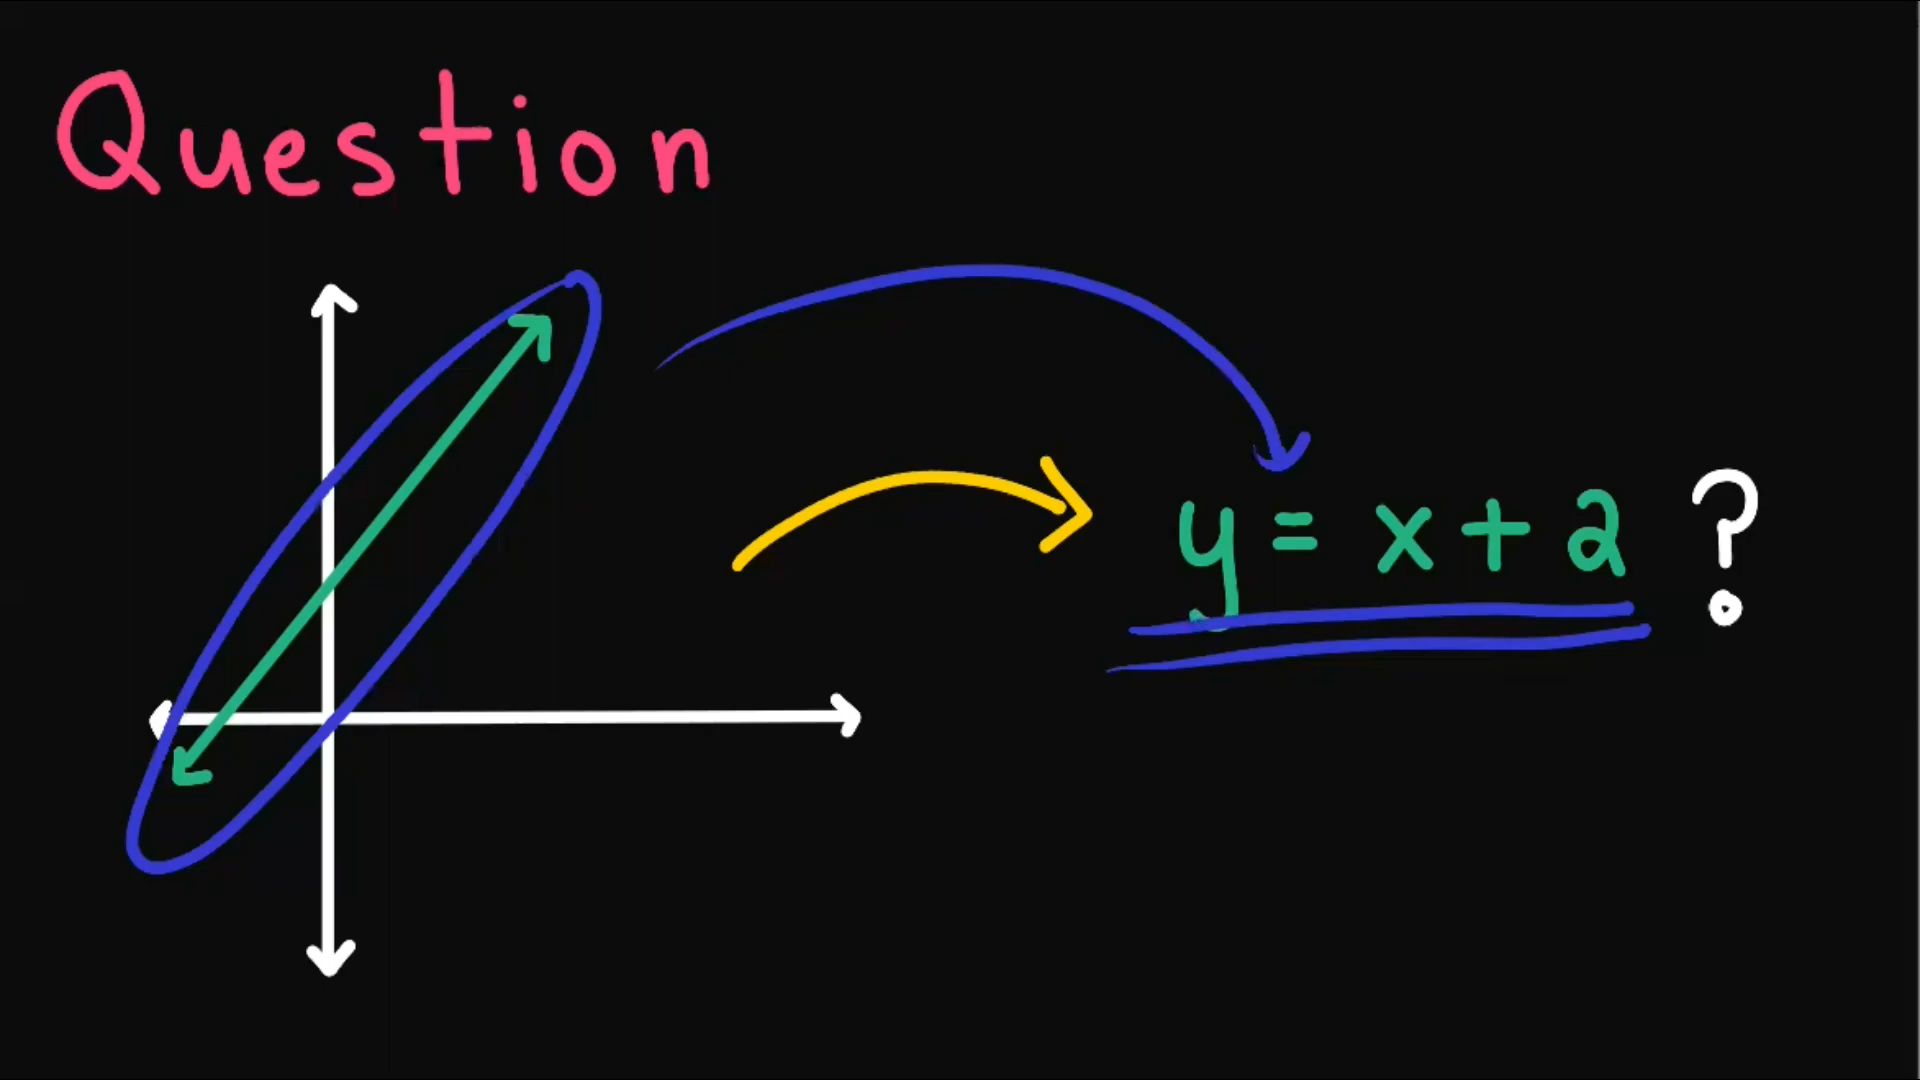 Question
y = x + 2 ?